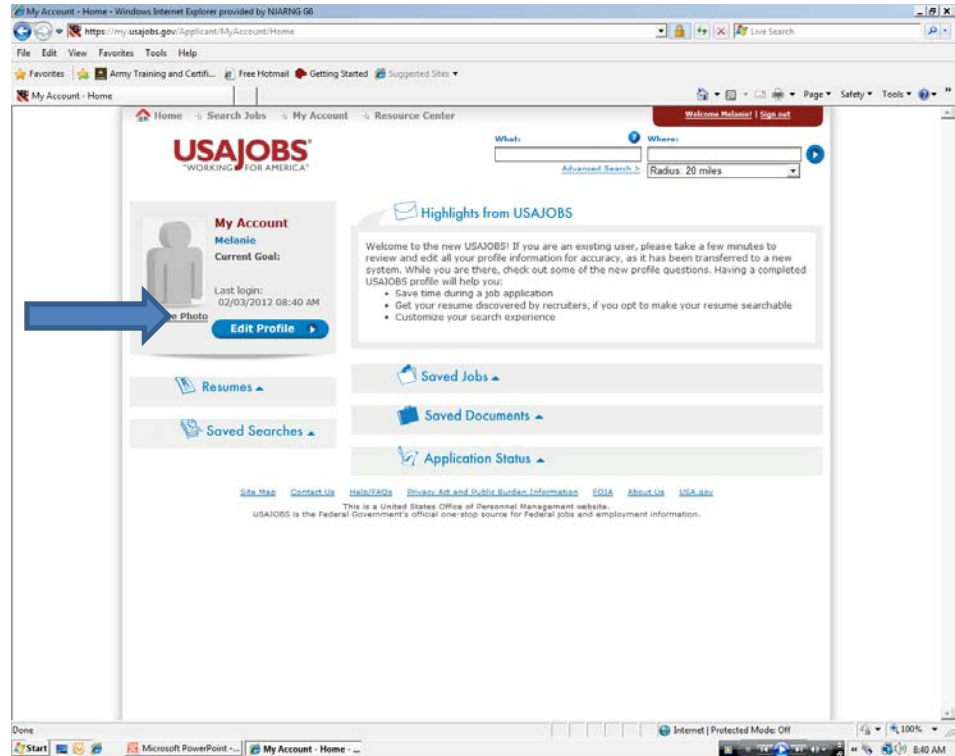 My Account - Home - Windows Internet Explorer provided by NJARNG G6
https://my.usajobs.gov/Applicant/MyAccount/Home
Live Search
File Edit View Favorites Tools Help
Favorites Army Training and Certifi... Free Hotmail Getting Started Suggested Sites
My Account - Home
Page Safety Tools
Home Search Jobs My Account Resource Center
Welcome Melanie! | Sign out
USAJOBS
"WORKING FOR AMERICA"
What:
Where:
Advanced Search >
Radius: 20 miles
My Account
Melanie
Current Goal:
Last login:
02/03/2012 08:40 AM
Photo
Edit Profile
Resumes
Saved Searches
Highlights from USAJOBS
Welcome to the new USAJOBS! If you are an existing user, please take a few minutes to
review and edit all your profile information for accuracy, as it has been transferred to a new
system. While you are there, check out some of the new profile questions. Having a completed
USAJOBS profile will help you:
• Save time during a job application
• Get your resume discovered by recruiters, if you opt to make your resume searchable
• Customize your search experience
Saved Jobs
Saved Documents
Application Status
Site Map Contact Us Help/FAQs Privacy Act and Public Burden Information FOIA About Us USA.gov
This is a United States Office of Personnel Management website.
USAJOBS is the Federal Government's official one-stop source for Federal jobs and employment information.
Done
Internet | Protected Mode: Off
100%
Start
Microsoft PowerPoint -...
My Account - Home - ...
8:40 AM